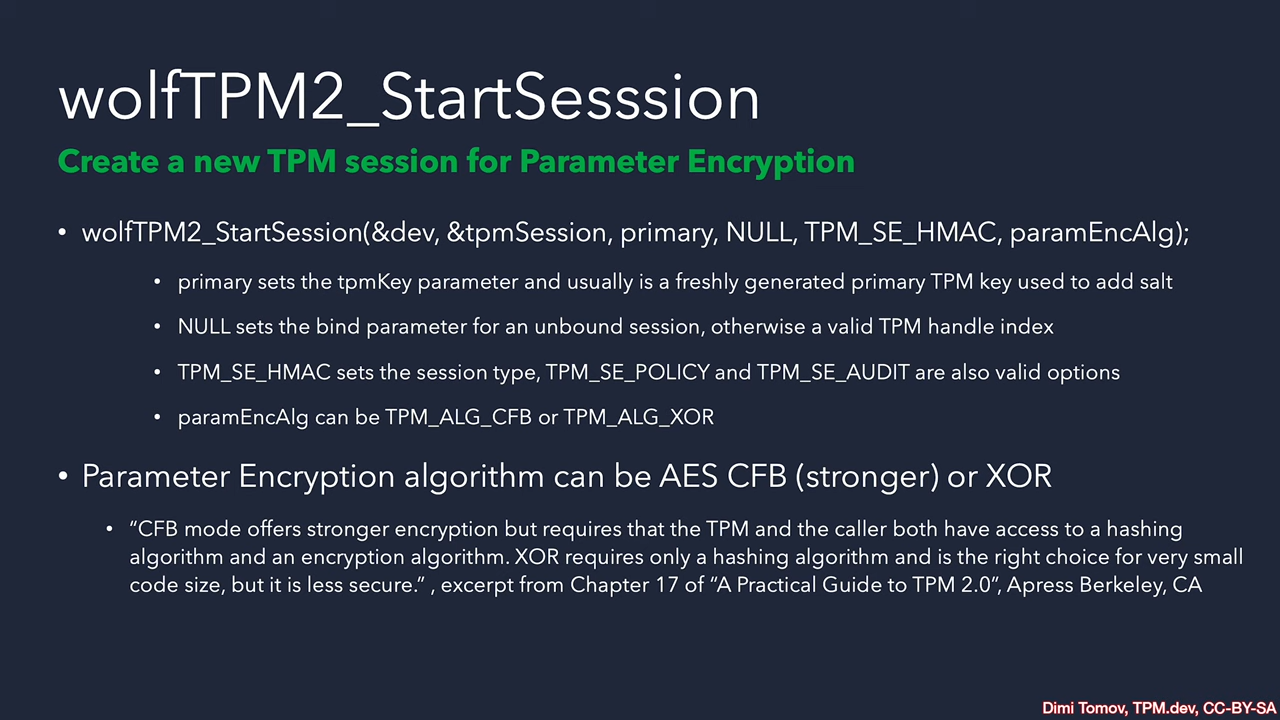 wolfTPM2_StartSesssion
Create a new TPM session for Parameter Encryption
• wolfTPM2_StartSession(&dev, &tpmSession, primary, NULL, TPM_SE_HMAC, paramEncAlg);
• primary sets the tpmKey parameter and usually is a freshly generated primary TPM key used to add salt
• NULL sets the bind parameter for an unbound session, otherwise a valid TPM handle index
• TPM_SE_HMAC sets the session type, TPM_SE_POLICY and TPM_SE_AUDIT are also valid options
• paramEncAlg can be TPM_ALG_CFB or TPM_ALG_XOR
• Parameter Encryption algorithm can be AES CFB (stronger) or XOR
• “CFB mode offers stronger encryption but requires that the TPM and the caller both have access to a hashing
algorithm and an encryption algorithm. XOR requires only a hashing algorithm and is the right choice for very small
code size, but it is less secure.” , excerpt from Chapter 17 of “A Practical Guide to TPM 2.0”, Apress Berkeley, CA
Dimi Tomov, TPM.dev, CC-BY-SA